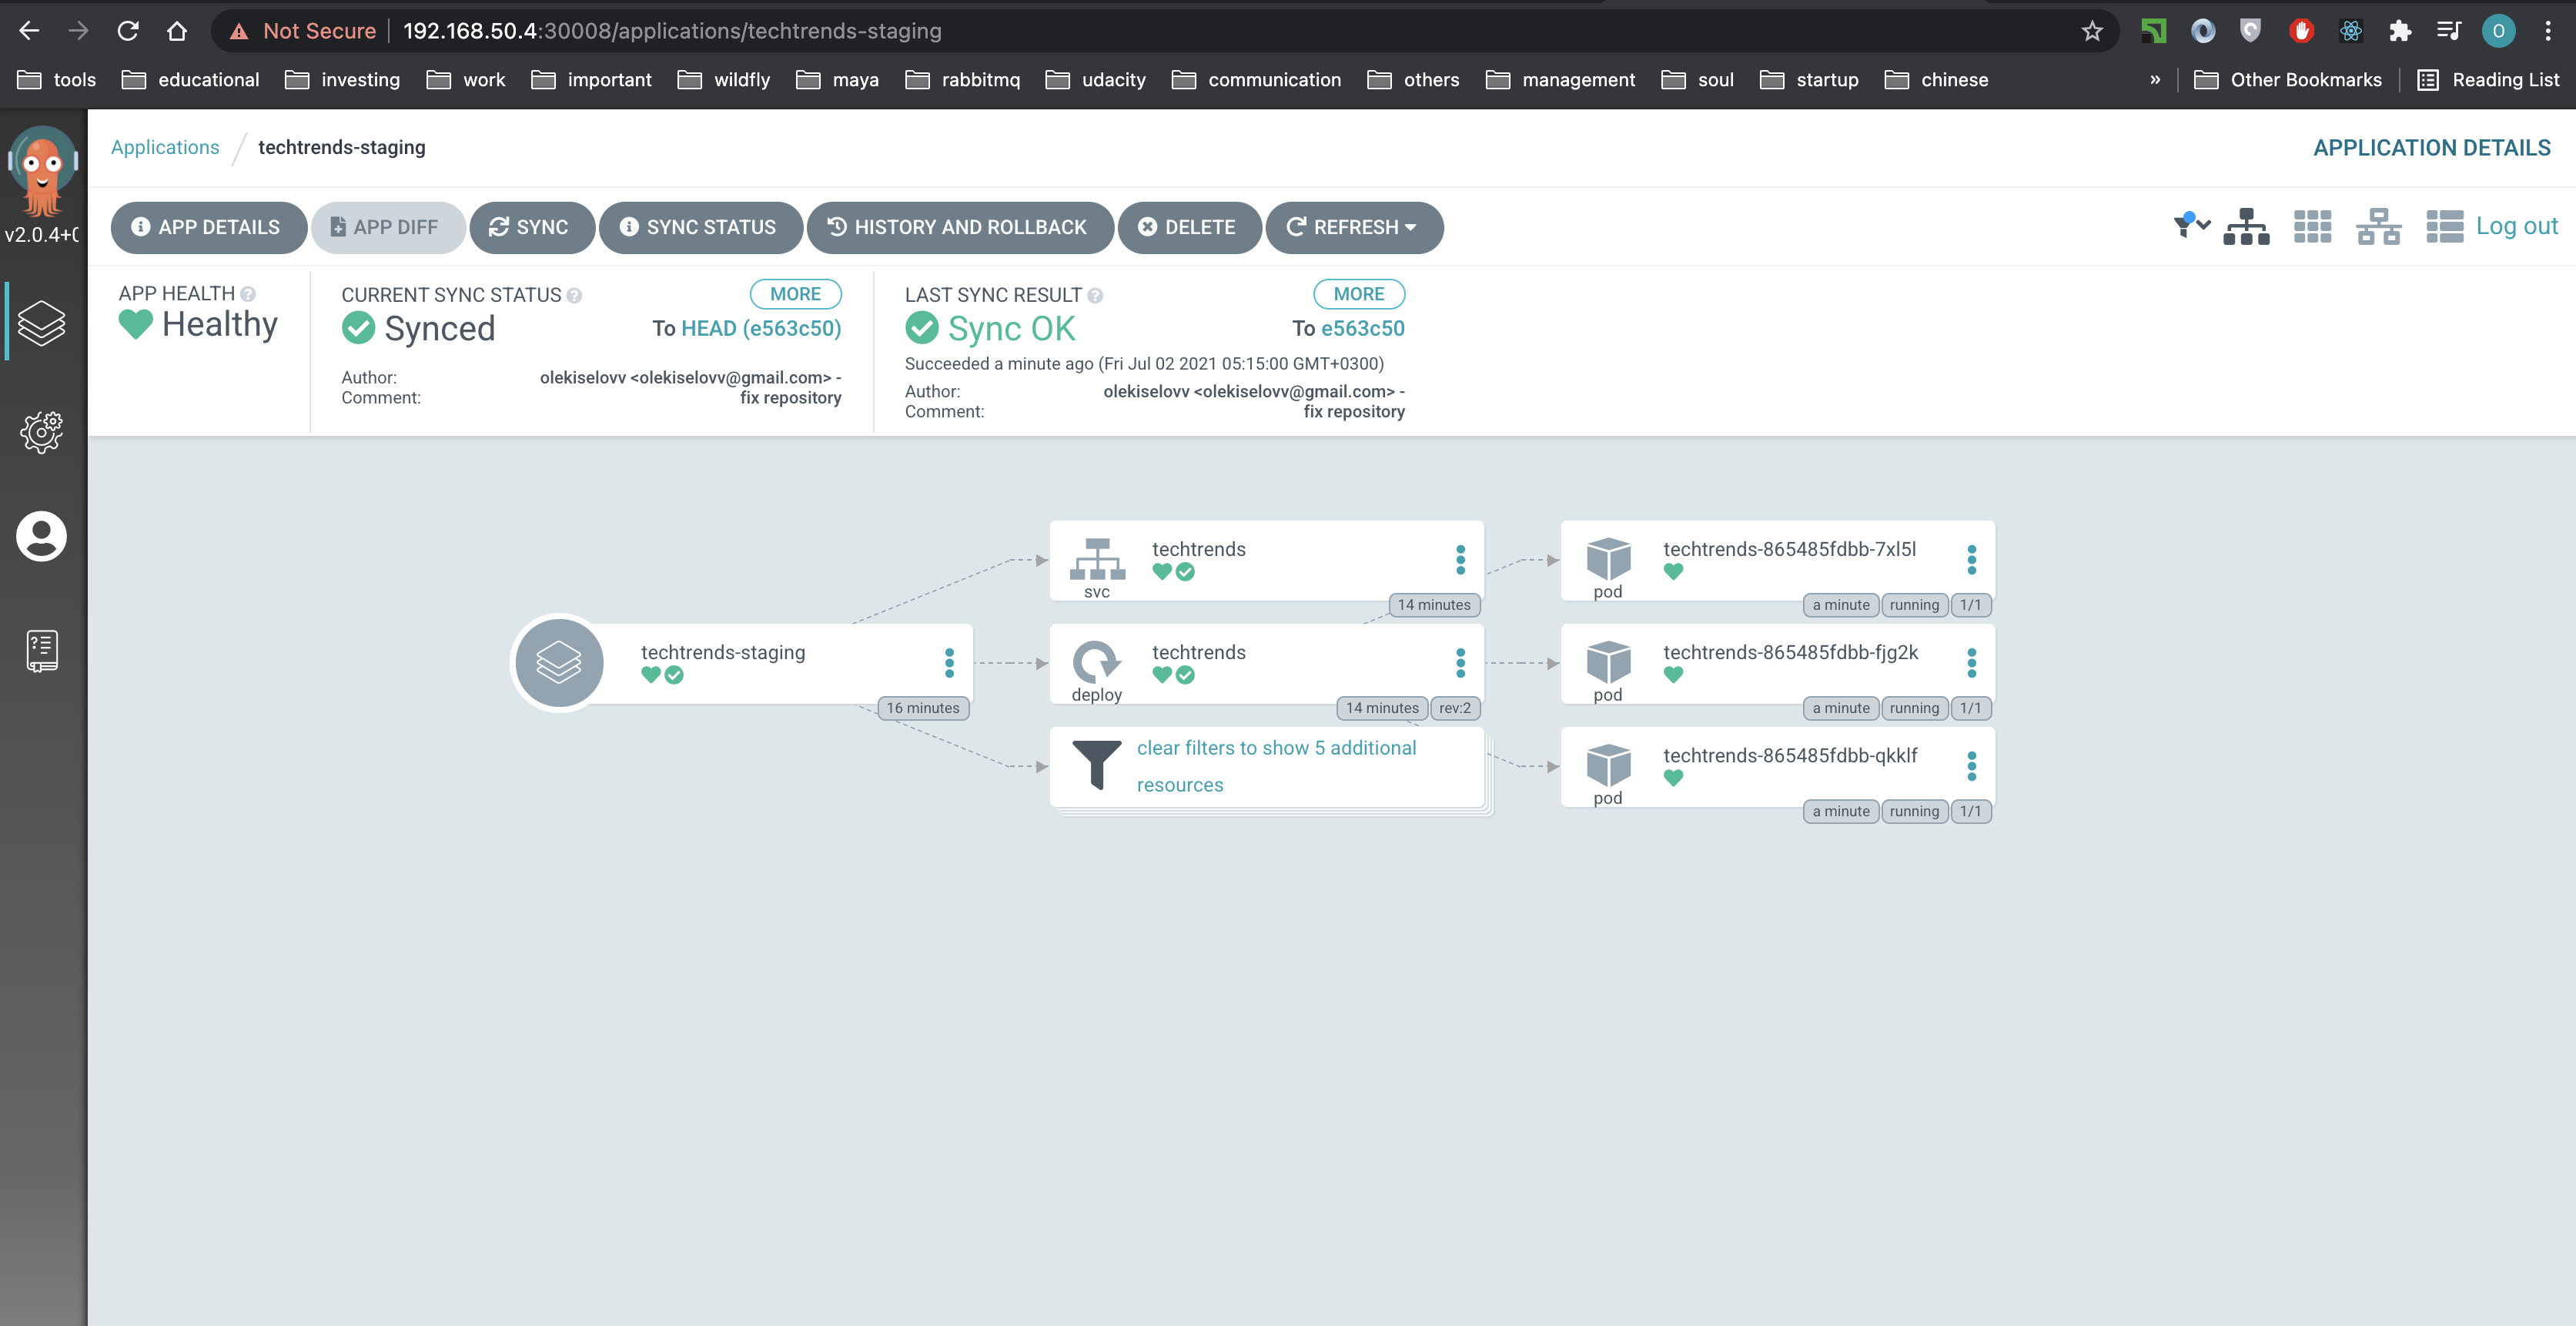 Not Secure 192.168.50.4:30008/applications/techtrends-staging O
tools educational investing work important wildfly maya rabbitmq udacity communication others management soul startup chinese » Other Bookmarks Reading List
Applications / techtrends-staging APPLICATION DETAILS
v2.0.4+0
APP DETAILS APP DIFF SYNC SYNC STATUS HISTORY AND ROLLBACK DELETE REFRESH Log out
APP HEALTH ?
Healthy
CURRENT SYNC STATUS ? MORE
Synced To HEAD (e563c50)
Author: olekiselovv <olekiselovv@gmail.com> -
Comment: fix repository
LAST SYNC RESULT ? MORE
Sync OK To e563c50
Succeeded a minute ago (Fri Jul 02 2021 05:15:00 GMT+0300)
Author: olekiselovv <olekiselovv@gmail.com> -
Comment: fix repository
techtrends-staging
16 minutes
techtrends
svc
14 minutes
techtrends
deploy
14 minutes rev:2
clear filters to show 5 additional
resources
techtrends-865485fdbb-7xl5l
pod
a minute running 1/1
techtrends-865485fdbb-fjg2k
pod
a minute running 1/1
techtrends-865485fdbb-qkklf
pod
a minute running 1/1